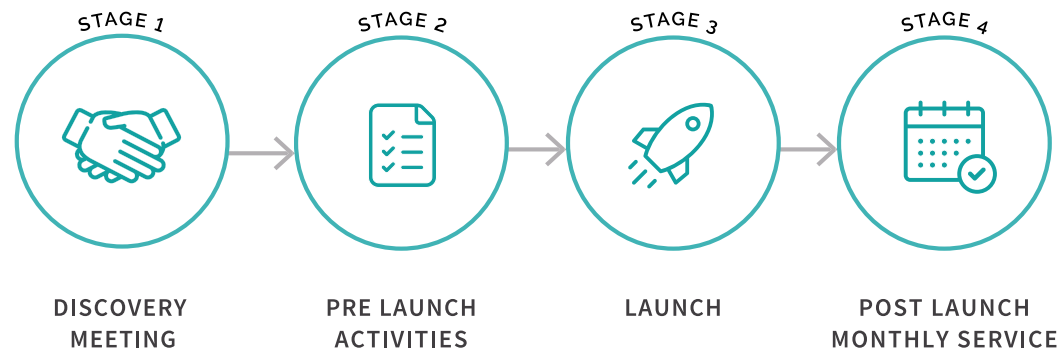 STAGE 1
STAGE 2
STAGE 3
STAGE 4
DISCOVERY
MEETING
PRE LAUNCH
ACTIVITIES
LAUNCH
POST LAUNCH
MONTHLY SERVICE